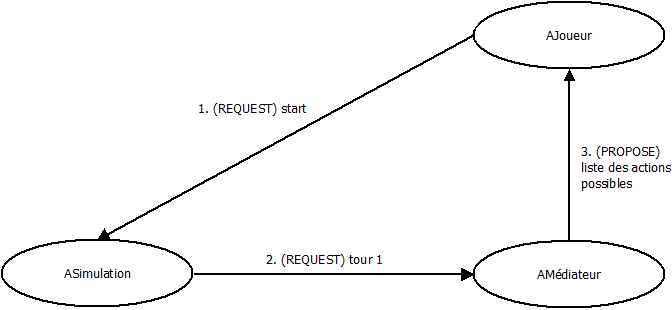 AJoueur
1. (REQUEST) start
3. (PROPOSE)
liste des actions
possibles
2. (REQUEST) tour 1
ASimulation
AMédiateur